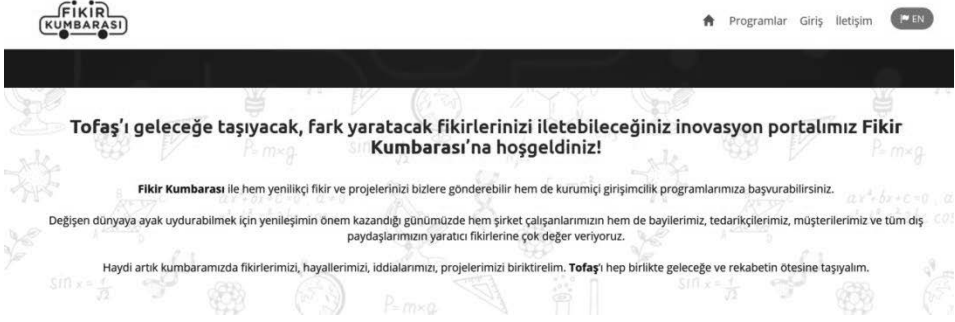 FİKİR
KUMBARASI
Programlar Giriş İletişim EN
Tofaş'ı geleceğe taşıyacak, fark yaratacak fikirlerinizi iletebileceğiniz inovasyon portalımız Fikir
Kumbarası'na hoşgeldiniz!
Fikir Kumbarası ile hem yenilikçi fikir ve projelerinizi bizlere gönderebilir hem de kurumiçi girişimcilik programlarımıza başvurabilirsiniz.
Değişen dünyaya ayak uydurabilmek için yenileşimin önem kazandığı günümüzde hem şirket çalışanlarımızın hem de bayilerimiz, tedarikçilerimiz, müşterilerimiz ve tüm dış
paydaşlarımızın yaratıcı fikirlerine çok değer veriyoruz.
Haydi artık kumbaramızda fikirlerimizi, hayallerimizi, iddialarımızı, projelerimizi biriktirelim. Tofaş'ı hep birlikte geleceğe ve rekabetin ötesine taşıyalım.
P=m×g